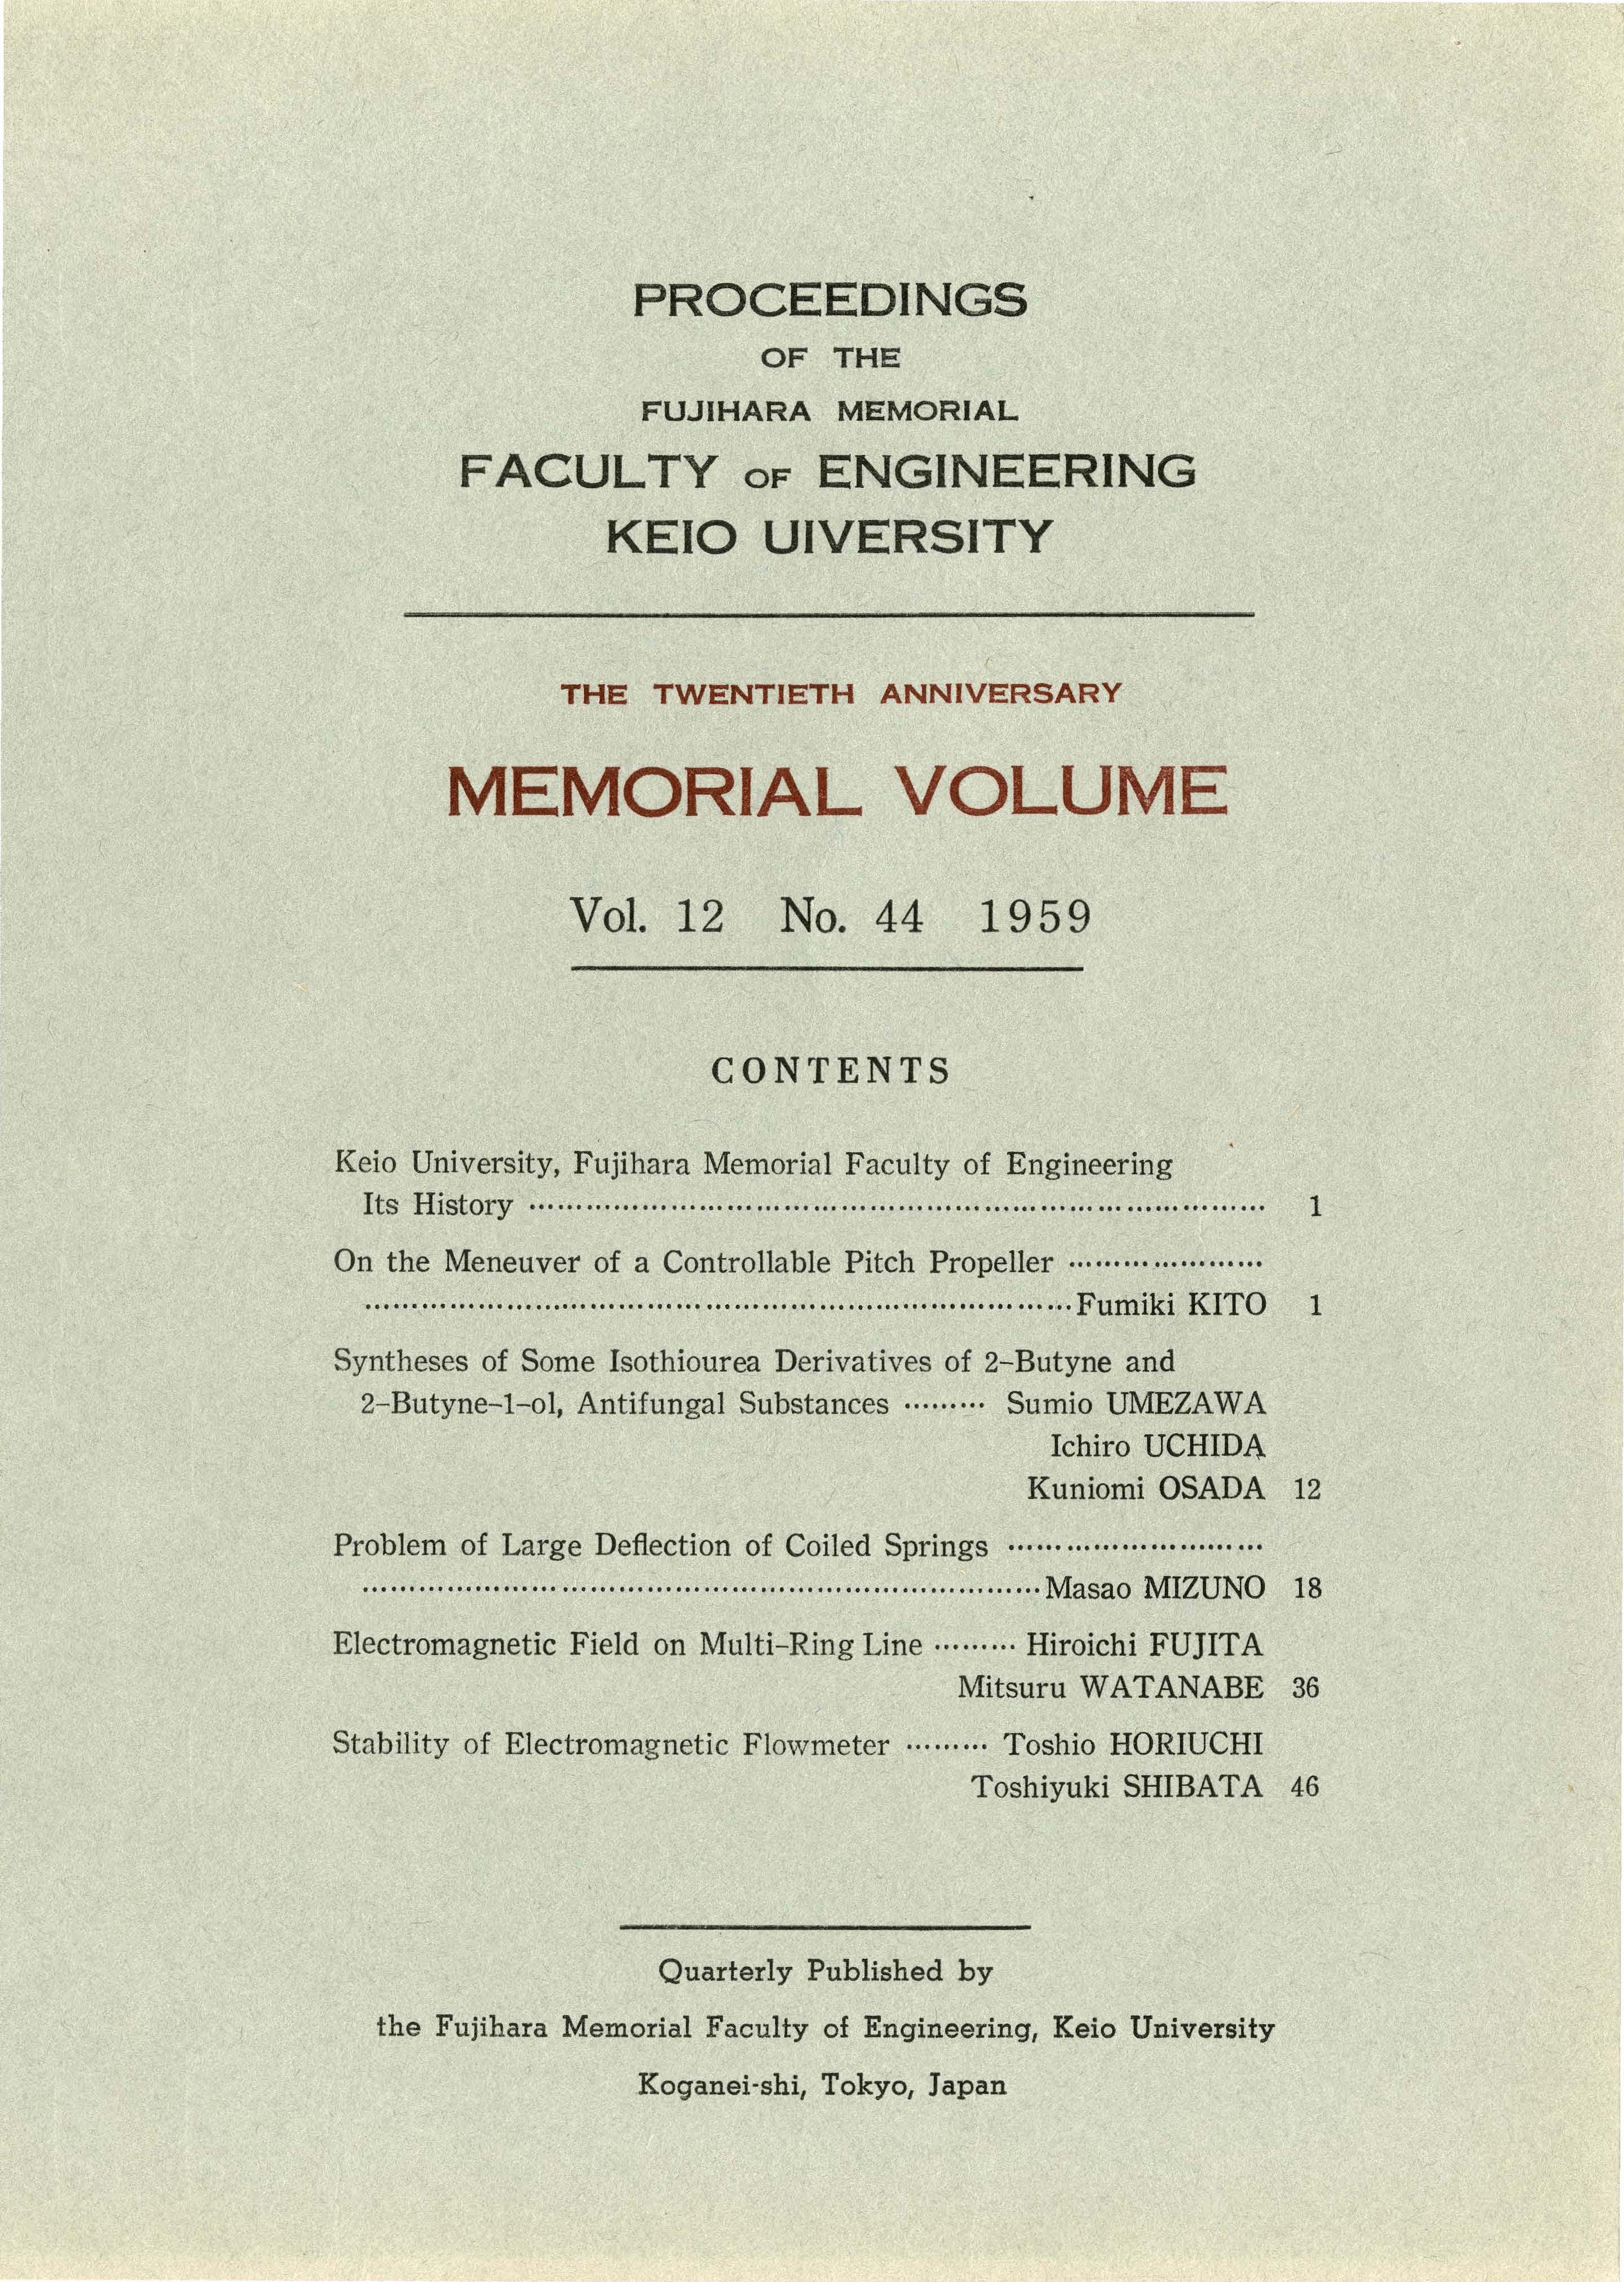 PROCEEDINGS
OF THE
FUJIHARA MEMORIAL
FACULTY OF ENGINEERING
KEIO UIVERSITY
THE TWENTIETH ANNIVERSARY
MEMORIAL VOLUME
Vol. 12 No. 44 1959
CONTENTS
Keio University, Fujihara Memorial Faculty of Engineering
Its History ........................................ 1
On the Meneuver of a Controllable Pitch Propeller ....................
........................................ Fumiki KITO 1
Syntheses of Some Isothiourea Derivatives of 2-Butyne and
2-Butyne-1-ol, Antifungal Substances ......... Sumio UMEZAWA
Ichiro UCHIDA
Kuniomi OSADA 12
Problem of Large Deflection of Coiled Springs ..........................
........................................ Masao MIZUNO 18
Electromagnetic Field on Multi-Ring Line ......... Hiroichi FUJITA
Mitsuru WATANABE 36
Stability of Electromagnetic Flowmeter ......... Toshio HORIUCHI
Toshiyuki SHIBATA 46
Quarterly Published by
the Fujihara Memorial Faculty of Engineering, Keio University
Koganei-shi, Tokyo, Japan